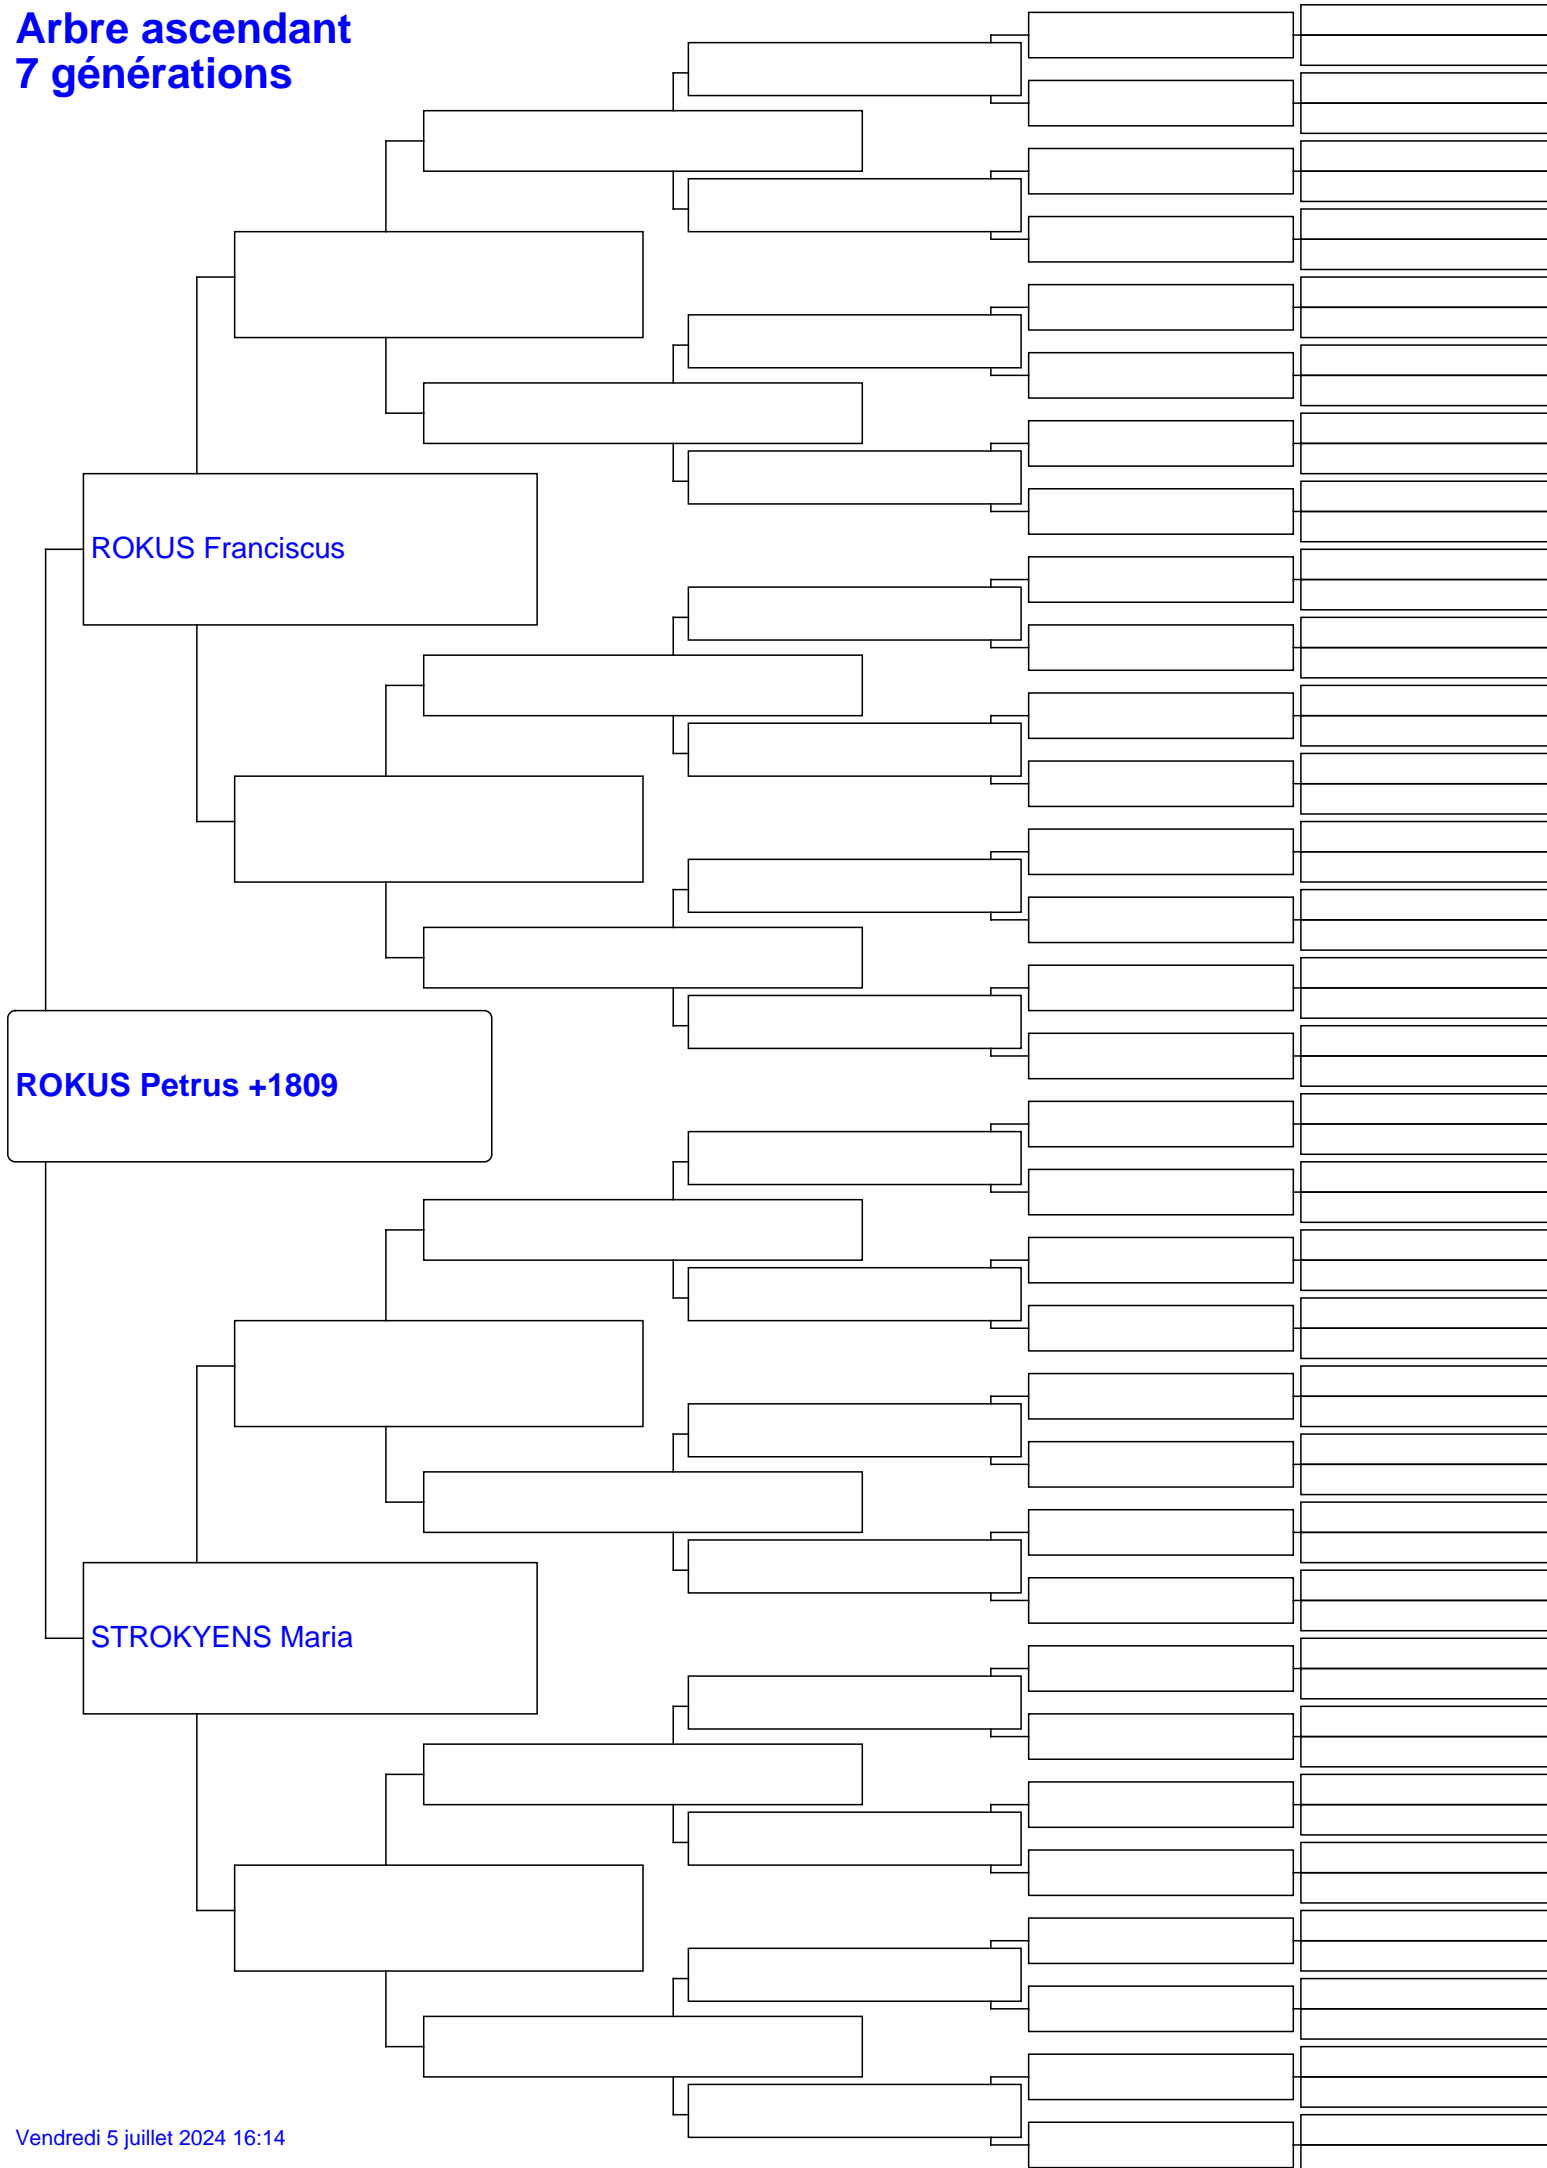 Arbre ascendant
7 générations
ROKUS Franciscus
ROKUS Petrus +1809
STROKYENS Maria
Vendredi 5 juillet 2024 16:14